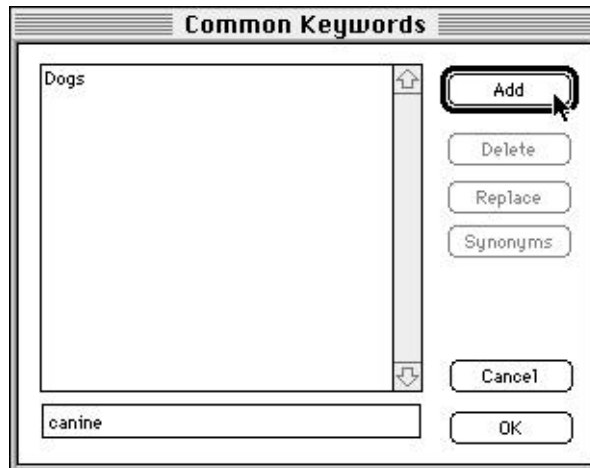 Common Keywords
Dogs
Add
Delete
Replace
Synonyms
Cancel
canine
OK